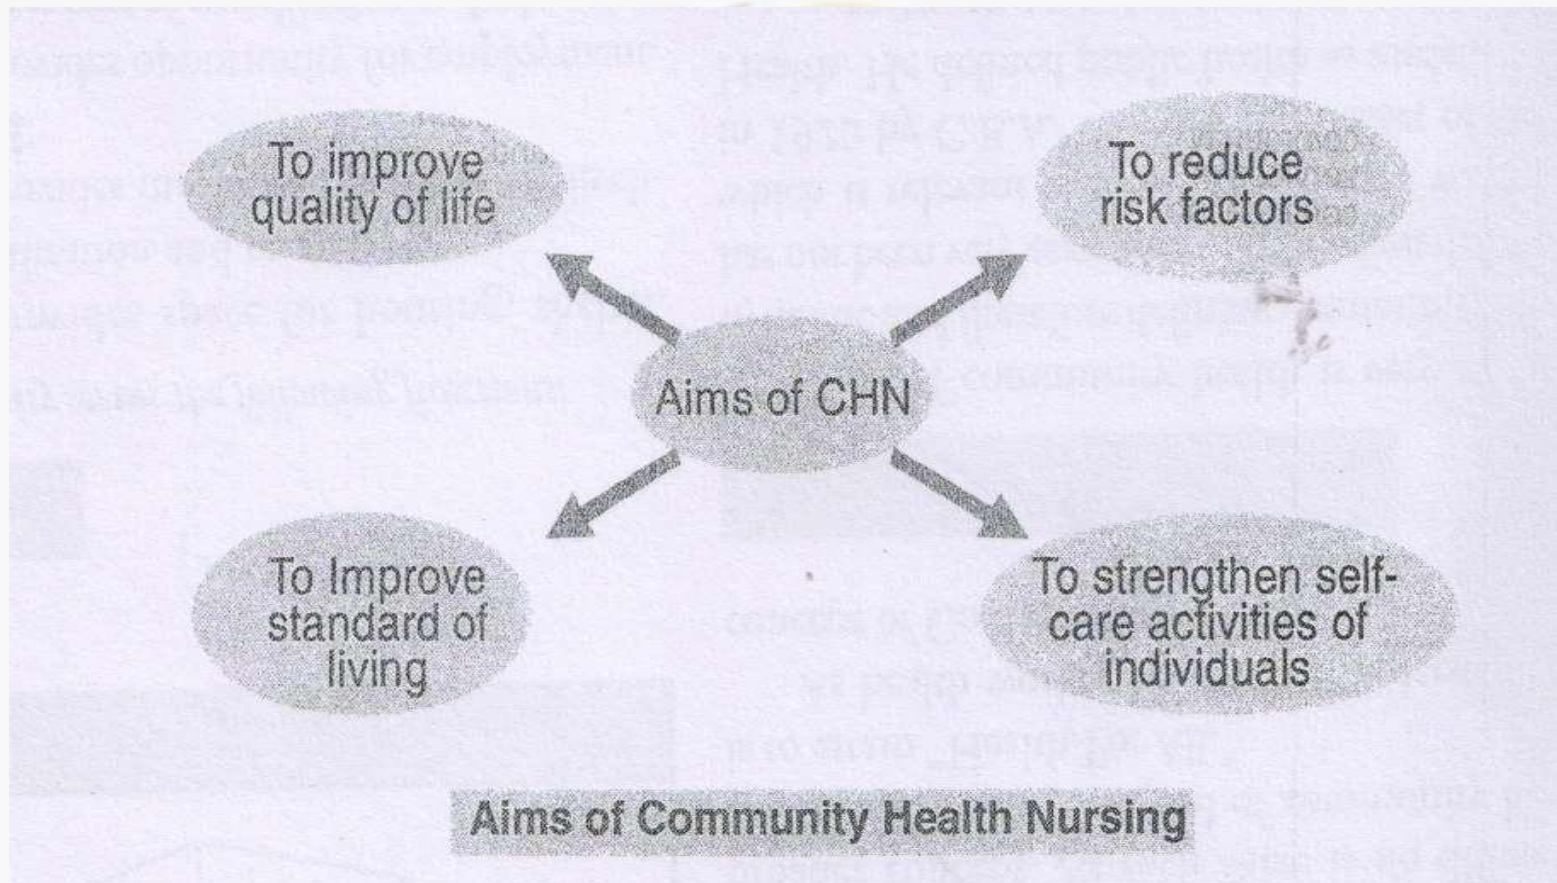 To improve
quality of life
To reduce
risk factors
Aims of CHN
To Improve
standard of
living
To strengthen self-
care activities of
individuals
Aims of Community Health Nursing